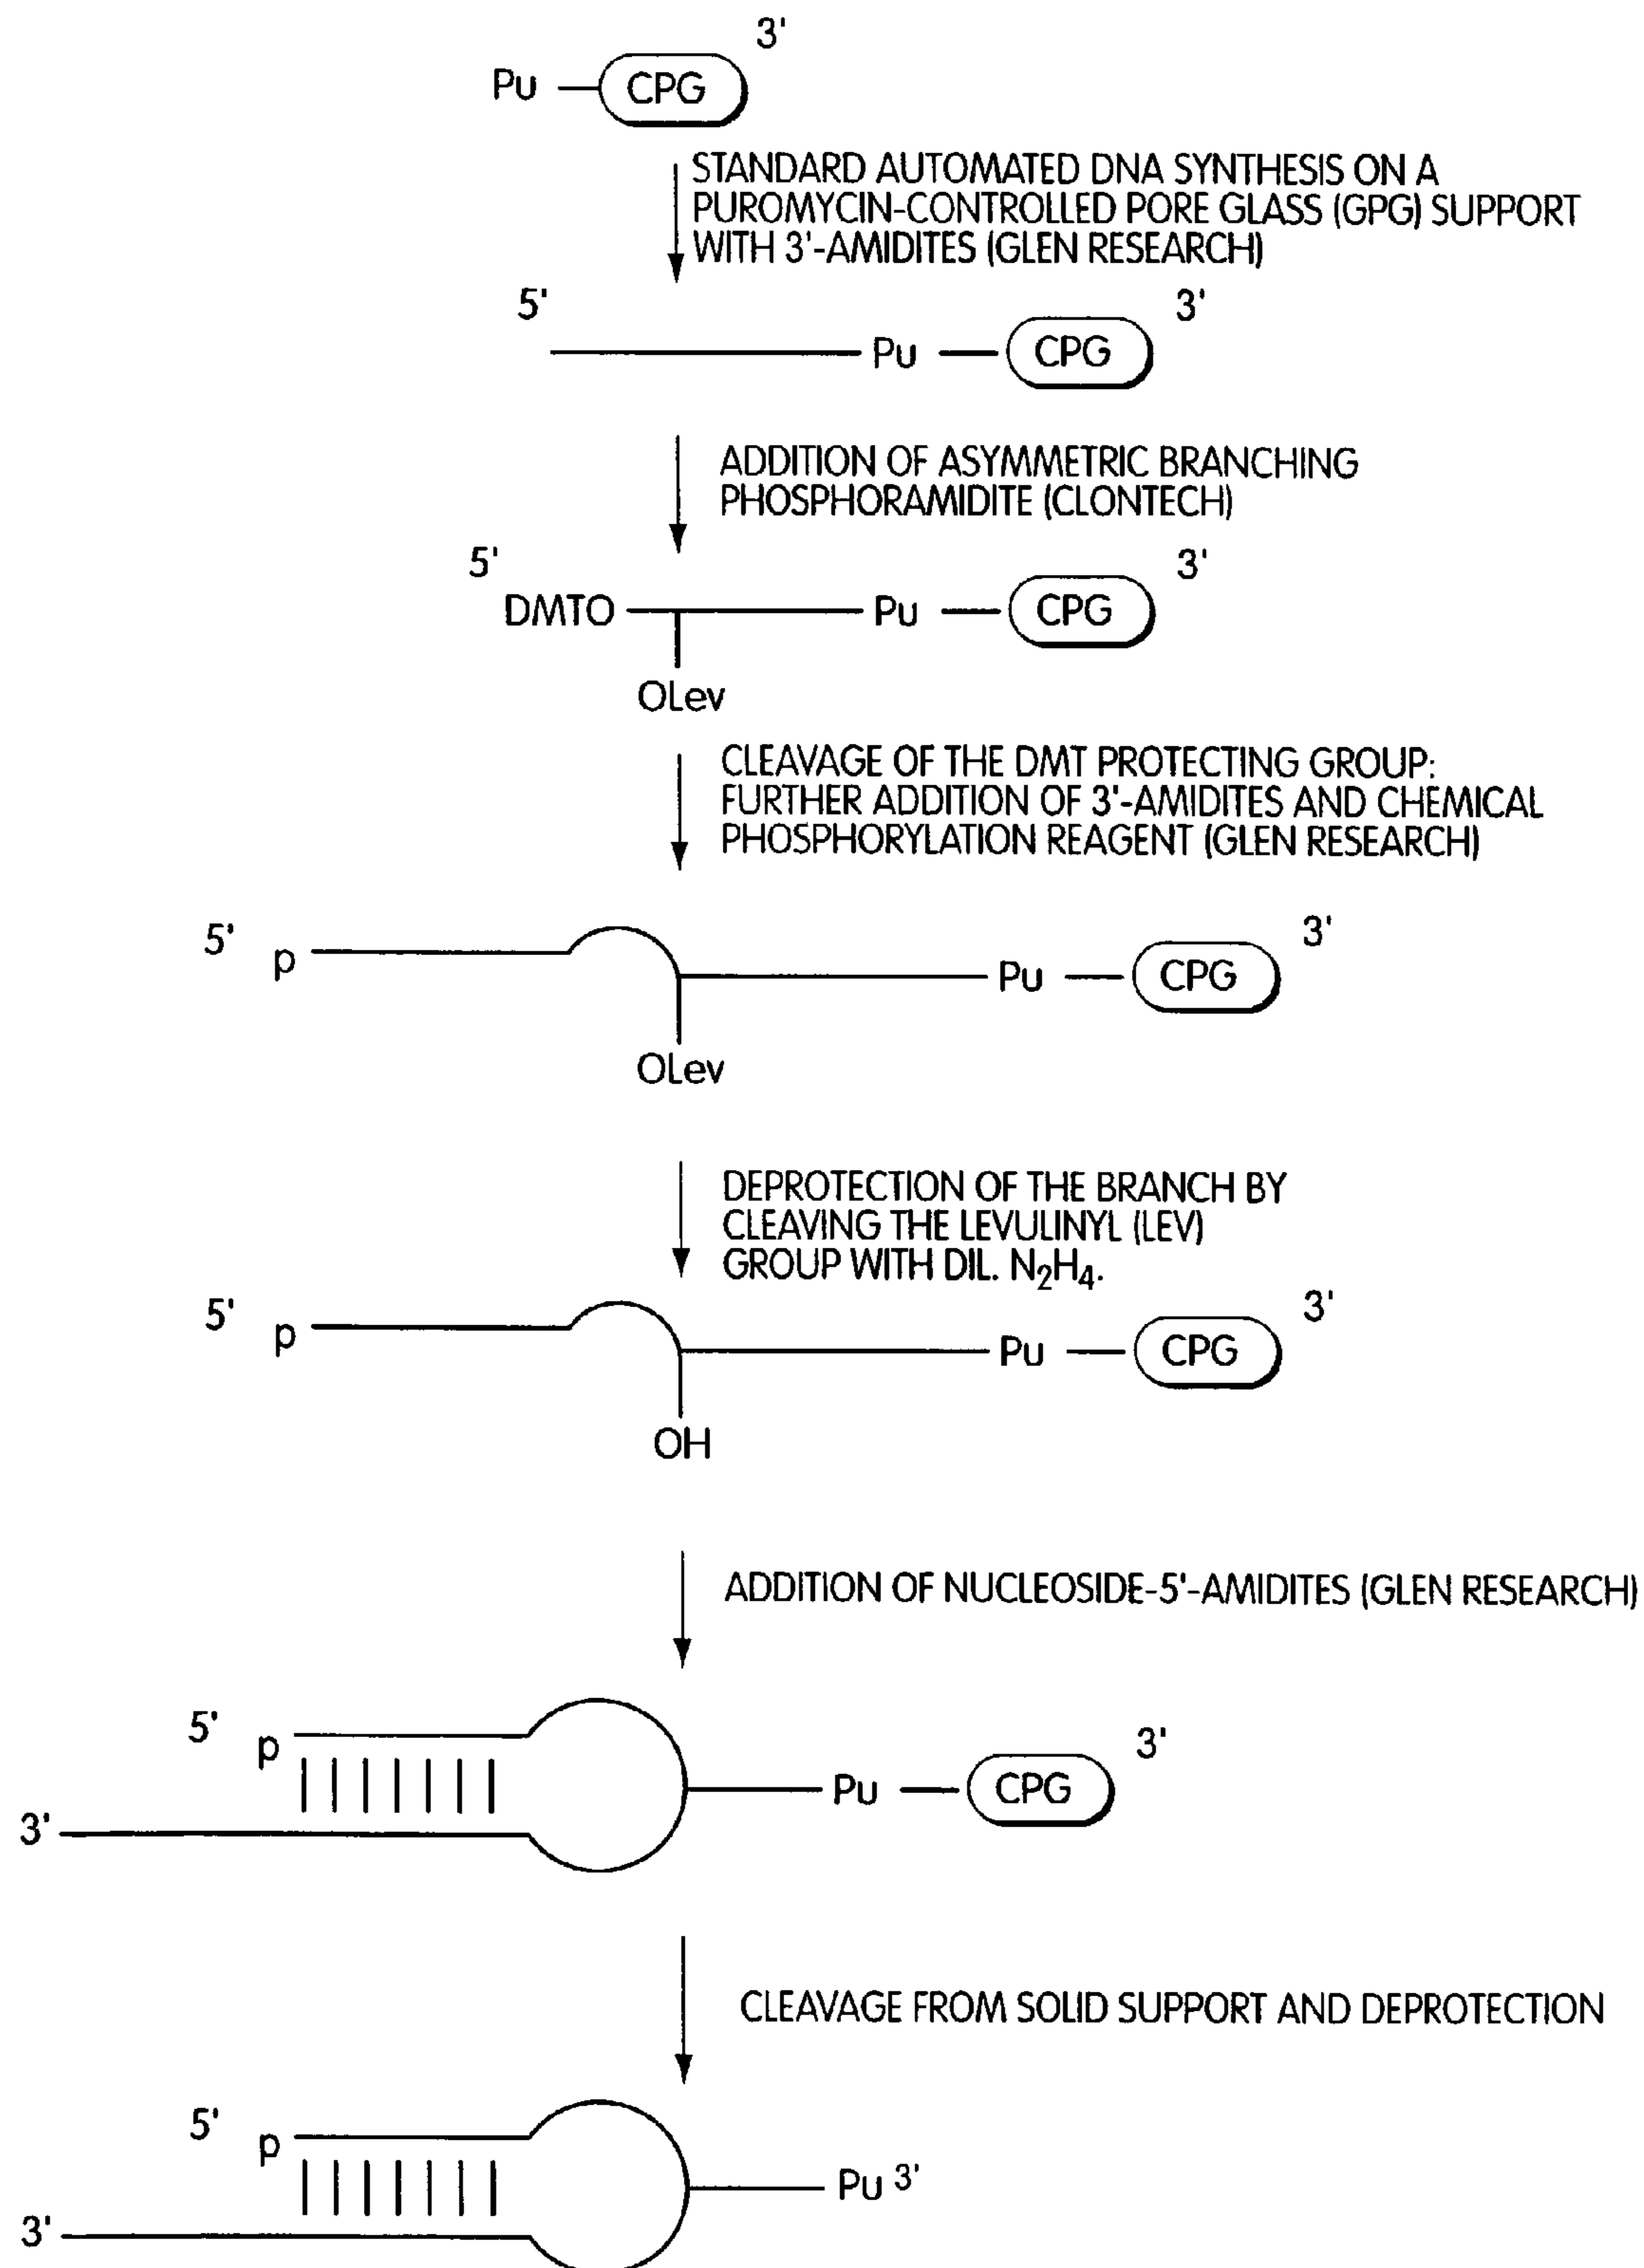 3'
Pu CPG
STANDARD AUTOMATED DNA SYNTHESIS ON A
PUROMYCIN-CONTROLLED PORE GLASS (GPG) SUPPORT
WITH 3'-AMIDITES (GLEN RESEARCH)
5' 3'
Pu CPG
ADDITION OF ASYMMETRIC BRANCHING
PHOSPHORAMIDITE (CLONTECH)
5' 3'
DMTO Pu CPG
OLev
CLEAVAGE OF THE DMT PROTECTING GROUP:
FURTHER ADDITION OF 3'-AMIDITES AND CHEMICAL
PHOSPHORYLATION REAGENT (GLEN RESEARCH)
5' 3'
p Pu CPG
OLev
DEPROTECTION OF THE BRANCH BY
CLEAVING THE LEVULINYL (LEV)
GROUP WITH DIL. N₂H₄.
5' 3'
p Pu CPG
OH
ADDITION OF NUCLEOSIDE-5'-AMIDITES (GLEN RESEARCH)
5' 3'
p Pu CPG
3'
CLEAVAGE FROM SOLID SUPPORT AND DEPROTECTION
5'
p
Pu 3'
3'